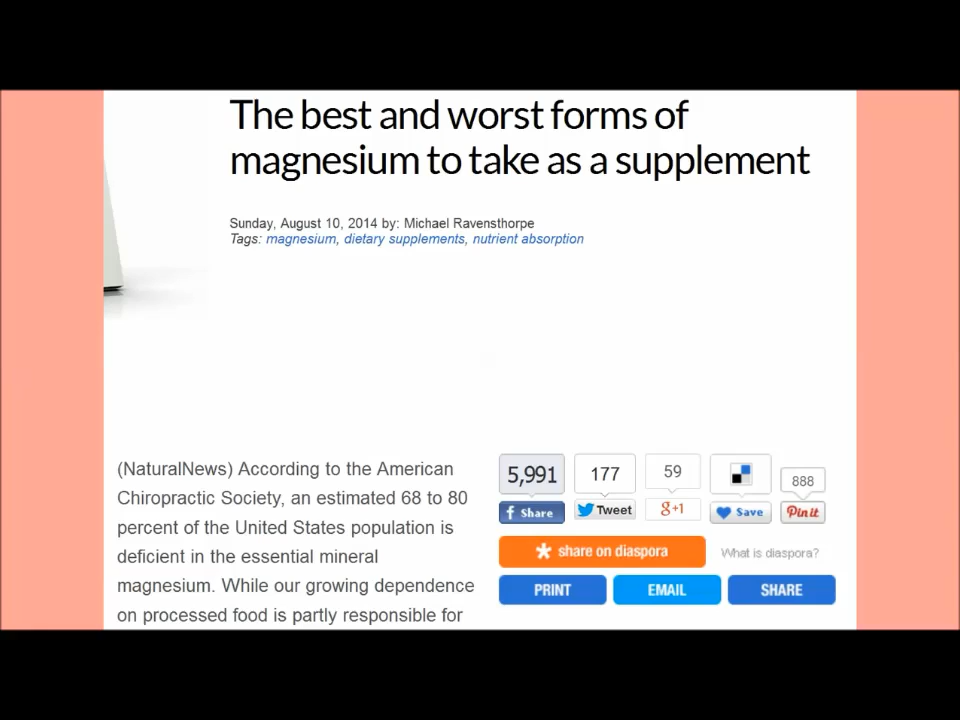 The best and worst forms of
magnesium to take as a supplement
Sunday, August 10, 2014 by: Michael Ravensthorpe
Tags: magnesium, dietary supplements, nutrient absorption
(NaturalNews) According to the American
Chiropractic Society, an estimated 68 to 80
percent of the United States population is
deficient in the essential mineral
magnesium. While our growing dependence
on processed food is partly responsible for
5,991
177
59
888
f Share
Tweet
g+1
Save
Pinit
share on diaspora
What is diaspora?
PRINT
EMAIL
SHARE